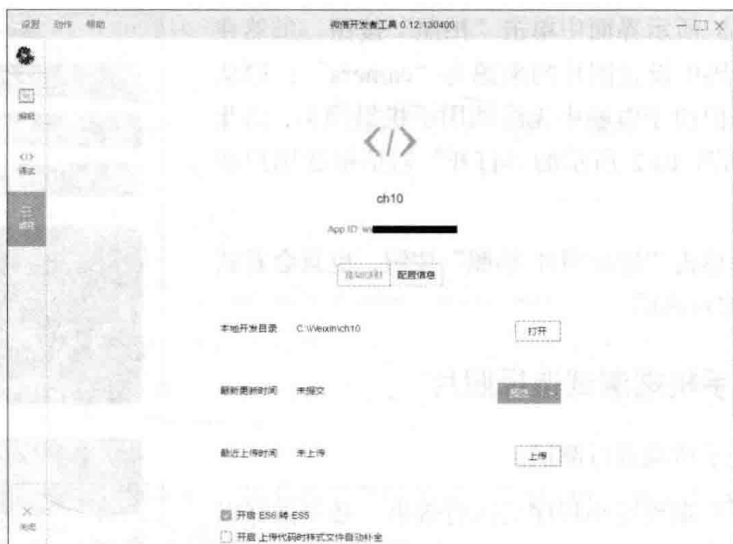 设置 动作 帮助
微信开发者工具 0.12.130400
编辑
</>
调试
项目
关闭
</>
ch10
App ID: wx
配置信息
本地开发目录 C:\Weixin\ch10
打开
最新更新时间 未提交
预览
最近上传时间 未上传
上传
开启 ES6 转 ES5
开启 上传代码时样式文件自动补全